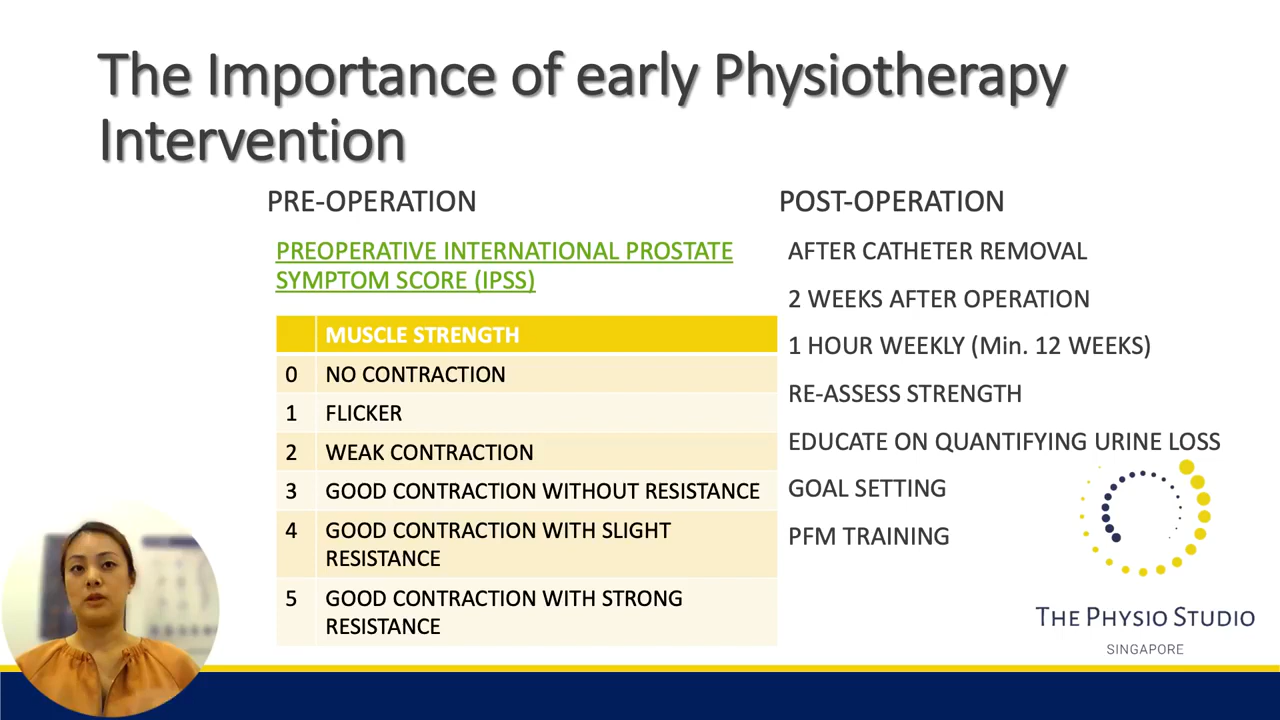 The Importance of early Physiotherapy
Intervention
PRE-OPERATION
PREOPERATIVE INTERNATIONAL PROSTATE
SYMPTOM SCORE (IPSS)
MUSCLE STRENGTH
0 NO CONTRACTION
1 FLICKER
2 WEAK CONTRACTION
3 GOOD CONTRACTION WITHOUT RESISTANCE
4 GOOD CONTRACTION WITH SLIGHT
RESISTANCE
5 GOOD CONTRACTION WITH STRONG
RESISTANCE
POST-OPERATION
AFTER CATHETER REMOVAL
2 WEEKS AFTER OPERATION
1 HOUR WEEKLY (Min. 12 WEEKS)
RE-ASSESS STRENGTH
EDUCATE ON QUANTIFYING URINE LOSS
GOAL SETTING
PFM TRAINING
THE PHYSIO STUDIO
SINGAPORE